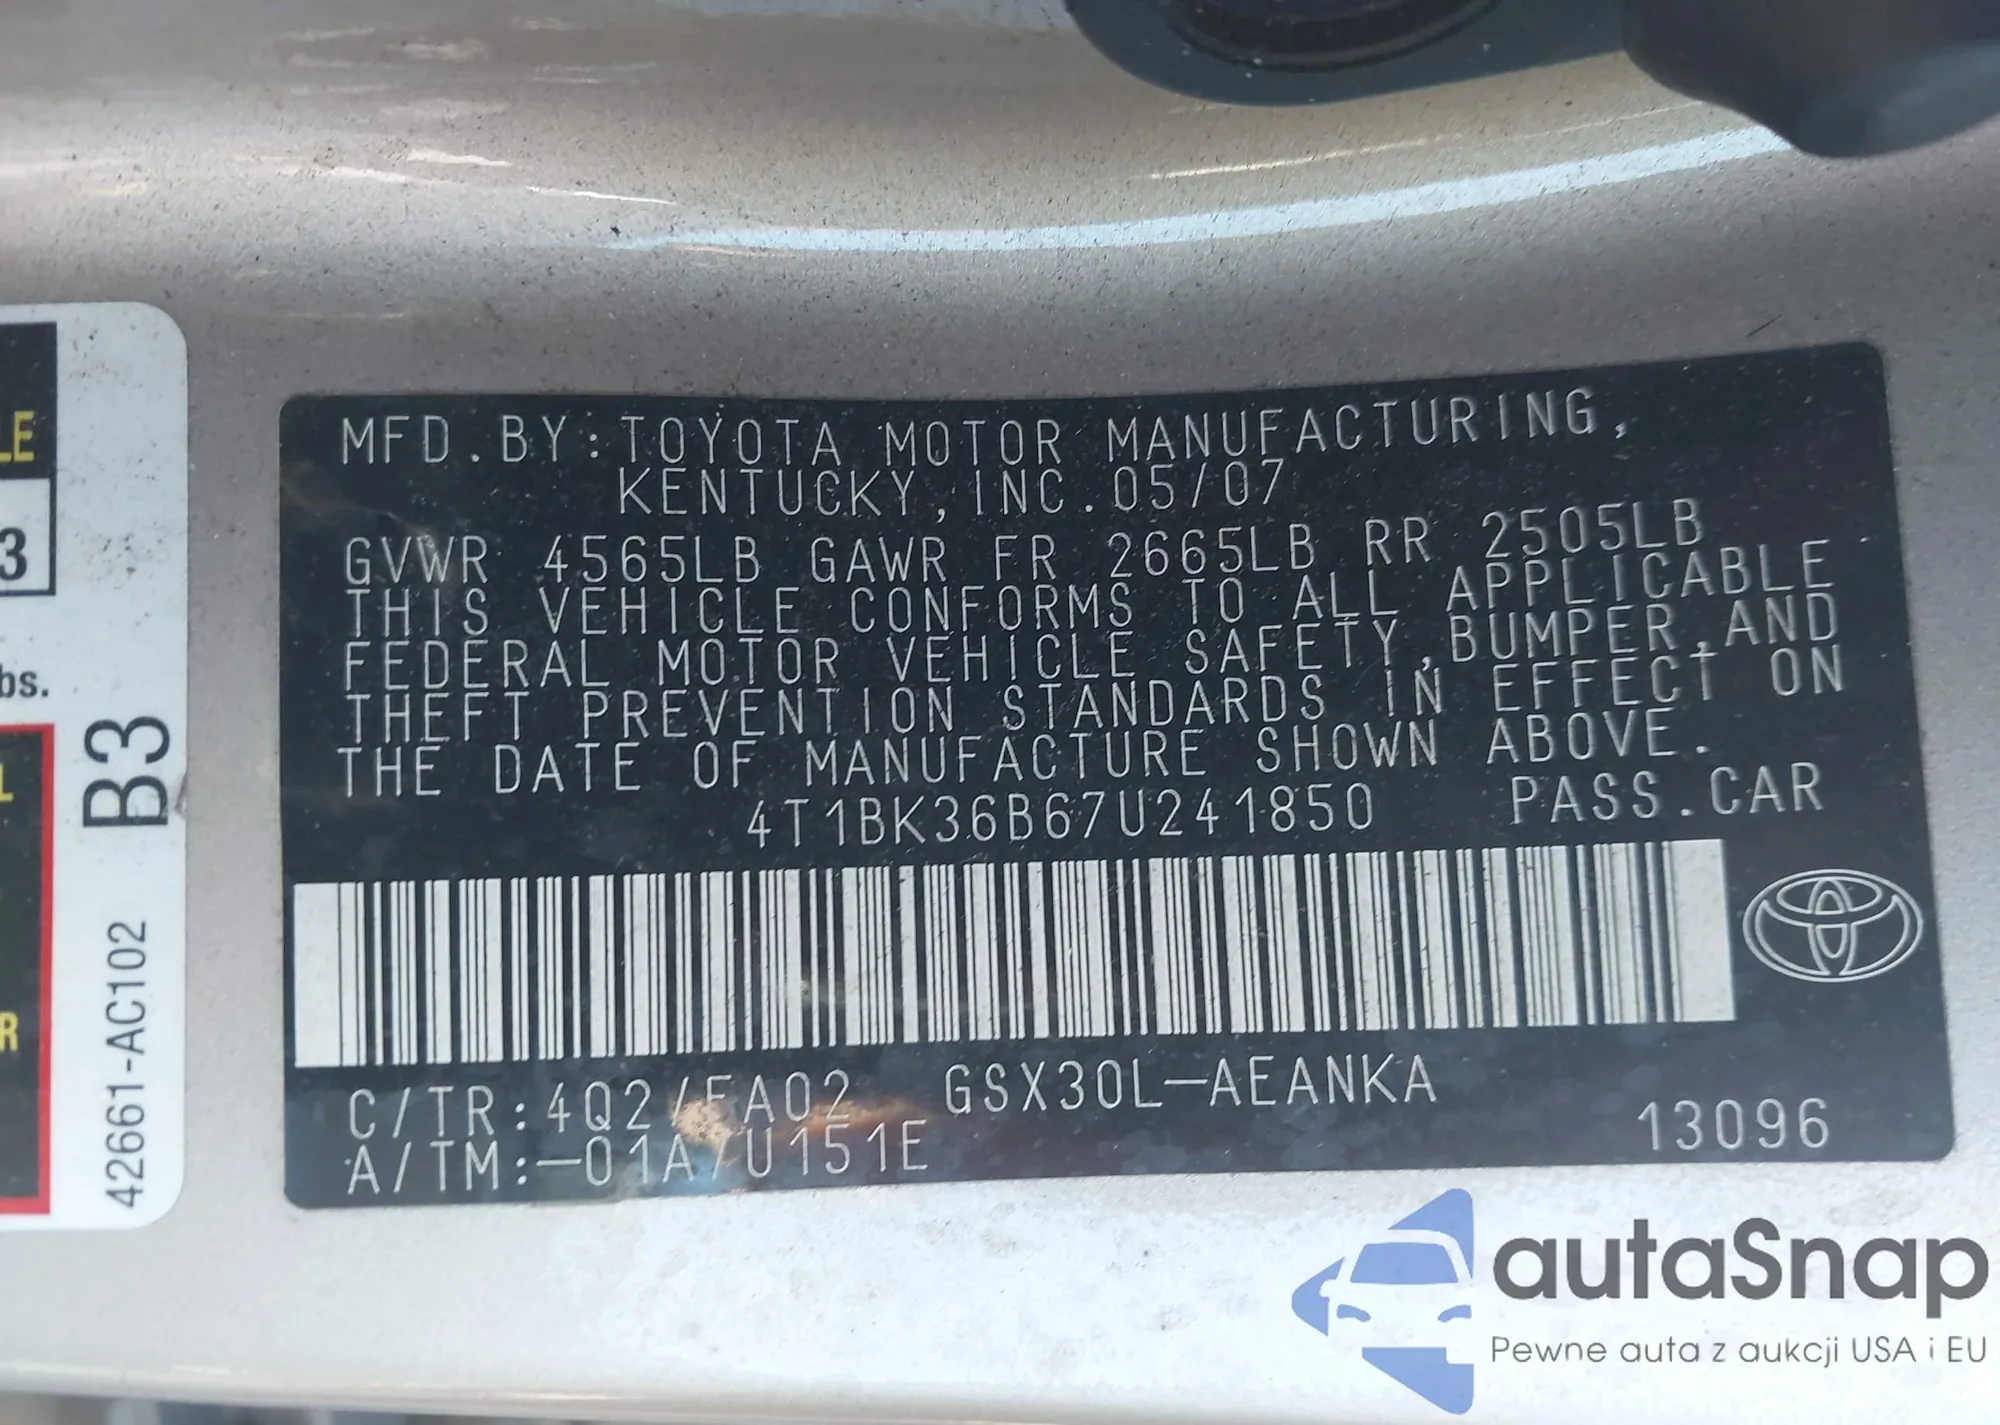 LE
3
bs.
L
R
B3
42661-AC102
MFD.BY:TOYOTA MOTOR MANUFACTURING,
KENTUCKY,INC.05/07
GVWR 4565LB GAWR FR 2665LB RR 2505LB
THIS VEHICLE CONFORMS TO ALL APPLICABLE
FEDERAL MOTOR VEHICLE SAFETY,BUMPER,AND
THEFT PREVENTION STANDARDS IN EFFECT ON
THE DATE OF MANUFACTURE SHOWN ABOVE.
4T1BK36B67U241850 PASS.CAR
C/TR:4Q2/FA02 GSX30L-AEANKA
A/TM:-01A/U151E 13096
autaSnap
Pewne auta z aukcji USA i EU